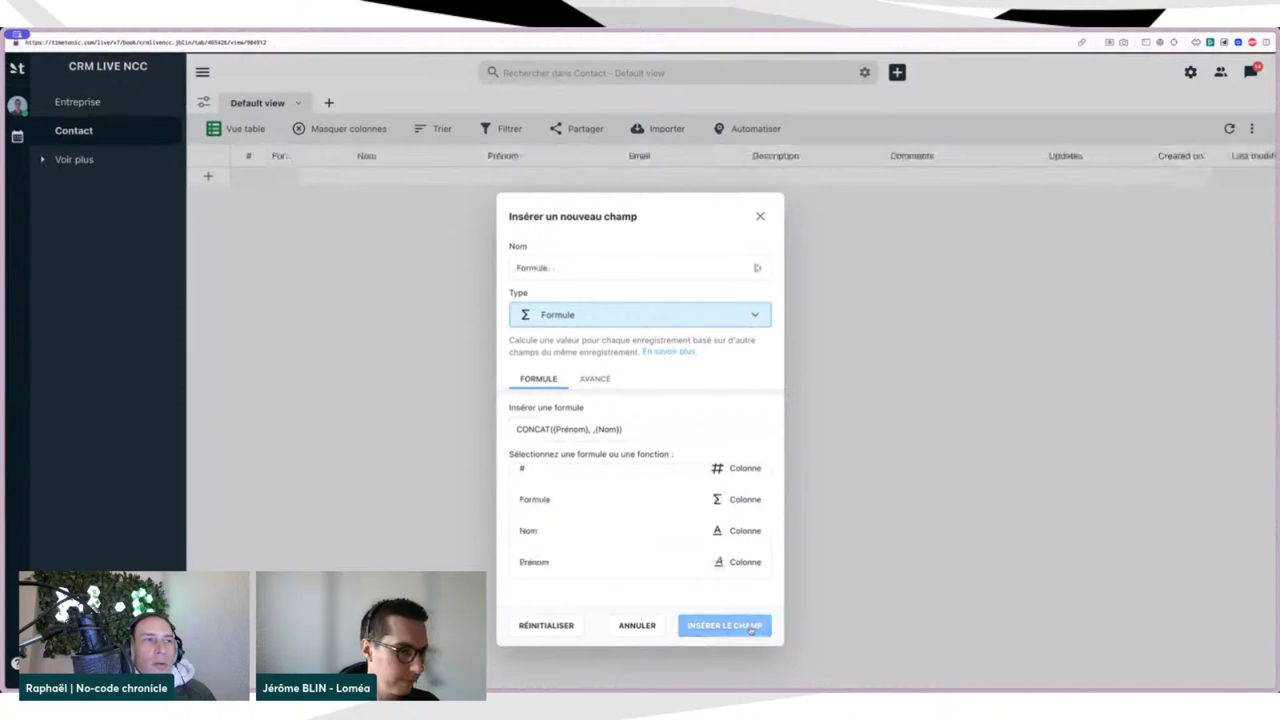 https://timetonic.com/live/v7/book/crmlivencc.jblin/tab/465426/view/904912
CRM LIVE NCC
Rechercher dans Contact - Default view
14
Entreprise
Contact
Voir plus
Default view
Vue table
Masquer colonnes
Trier
Filtrer
Partager
Importer
Automatiser
# For... Nom Prénom Email Description Comments Updates Created on Last modifi
Insérer un nouveau champ
Nom
Formule
Type
Formule
Calcule une valeur pour chaque enregistrement basé sur d'autre
champs du même enregistrement. En savoir plus.
FORMULE AVANCÉ
Insérer une formule
CONCAT({Prénom}, ,{Nom})
Sélectionnez une formule ou une fonction :
# Colonne
Formule Colonne
Nom Colonne
Prénom Colonne
RÉINITIALISER ANNULER INSÉRER LE CHAMP
Raphaël | No-code chronicle
Jérôme BLIN - Loméa